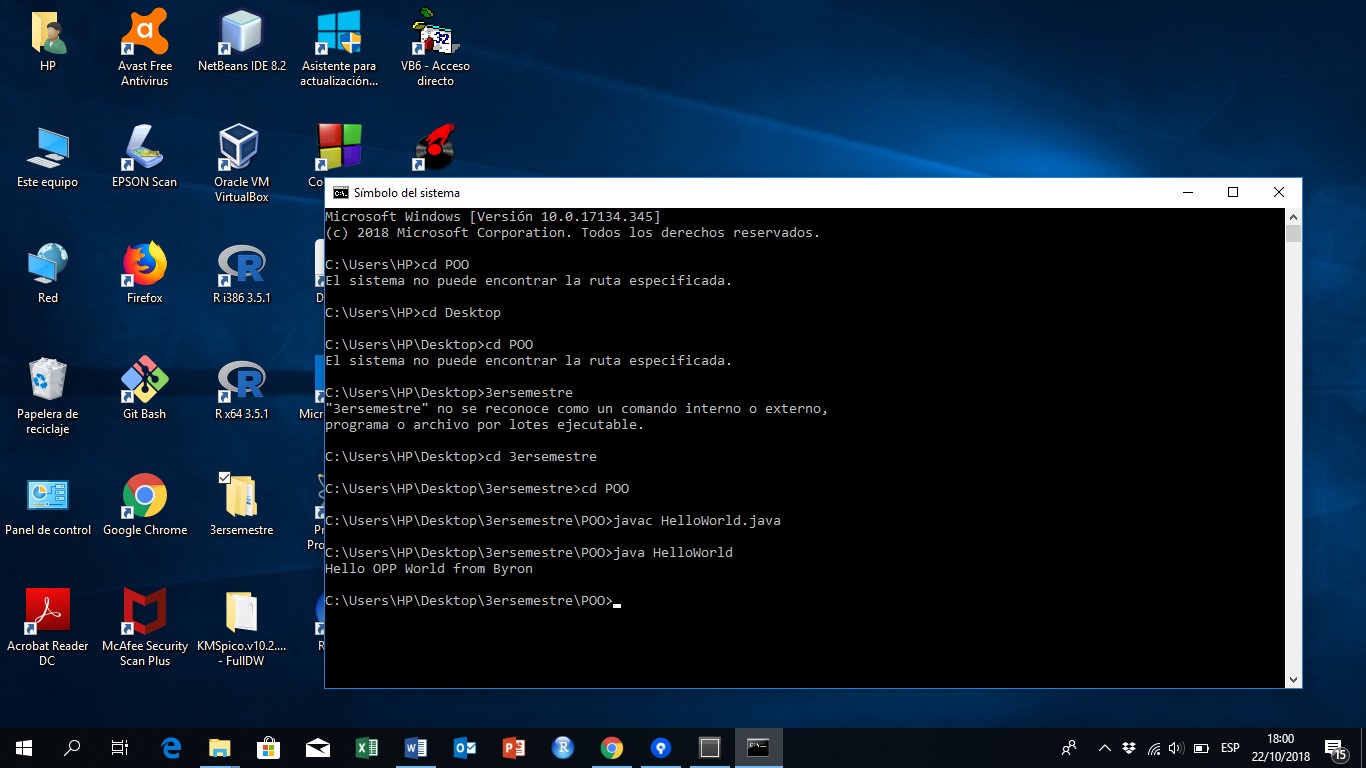 HP
Avast Free
Antivirus
NetBeans IDE 8.2
Asistente para
actualización...
VB6 - Acceso
directo
Este equipo
EPSON Scan
Oracle VM
VirtualBox
Co
Red
Firefox
R i386 3.5.1
D
Papelera de
reciclaje
Git Bash
R x64 3.5.1
Micr
Panel de control
Google Chrome
3ersemestre
Pr
Pro
Acrobat Reader
DC
McAfee Security
Scan Plus
KMSpico.v10.2....
- FullDW
R
Símbolo del sistema
Microsoft Windows [Versión 10.0.17134.345]
(c) 2018 Microsoft Corporation. Todos los derechos reservados.
C:\Users\HP>cd POO
El sistema no puede encontrar la ruta especificada.
C:\Users\HP>cd Desktop
C:\Users\HP\Desktop>cd POO
El sistema no puede encontrar la ruta especificada.
C:\Users\HP\Desktop>3ersemestre
"3ersemestre" no se reconoce como un comando interno o externo,
programa o archivo por lotes ejecutable.
C:\Users\HP\Desktop>cd 3ersemestre
C:\Users\HP\Desktop\3ersemestre>cd POO
C:\Users\HP\Desktop\3ersemestre\POO>javac HelloWorld.java
C:\Users\HP\Desktop\3ersemestre\POO>java HelloWorld
Hello OPP World from Byron
C:\Users\HP\Desktop\3ersemestre\POO>
ESP
18:00
22/10/2018
15